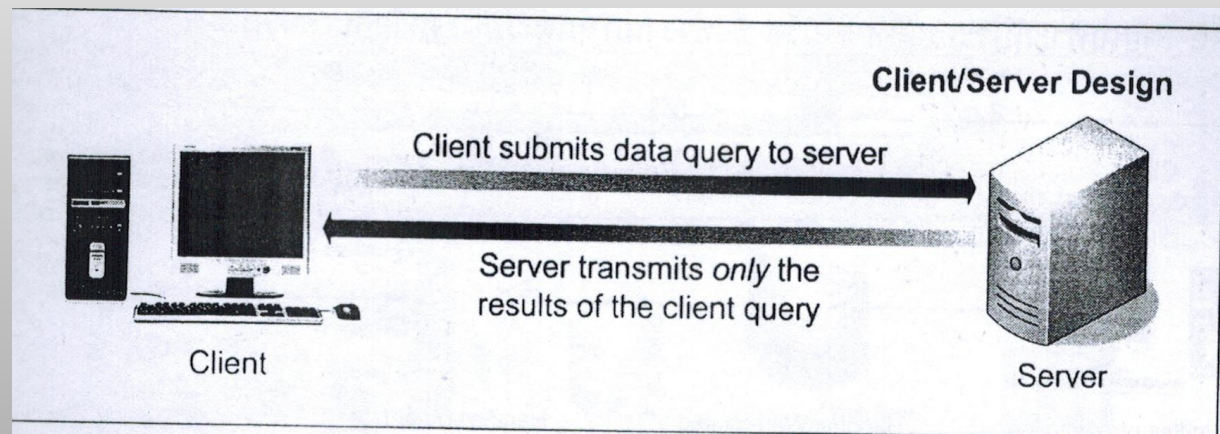 Client/Server Design
Client submits data query to server
Server transmits only the
results of the client query
Client
Server